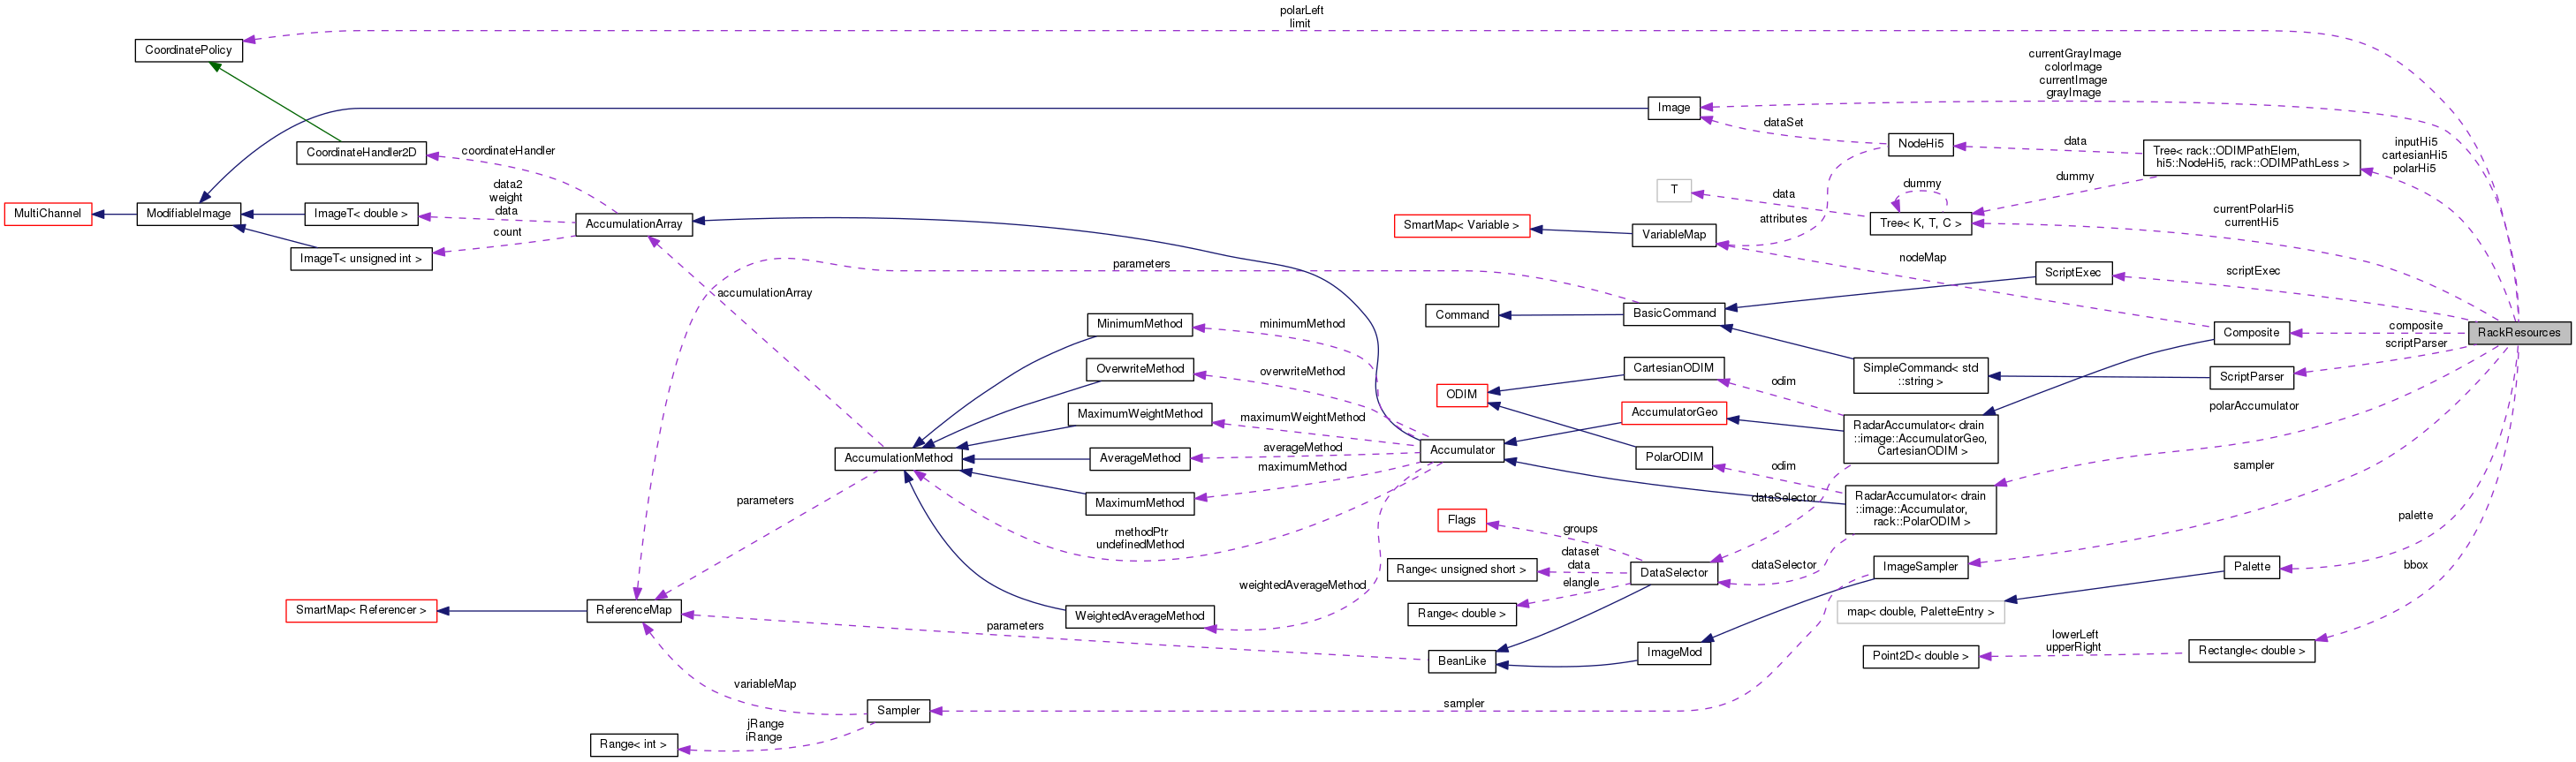 polarLeft
limit
CoordinatePolicy
currentGrayImage
colorImage
currentImage
grayImage
Image
dataSet
CoordinateHandler2D
coordinateHandler
NodeHi5
data
Tree< rack::ODIMPathElem,
hi5::NodeHi5, rack::ODIMPathLess >
inputHi5
cartesianHi5
polarHi5
dummy
dummy
T
data
data2
weight
data
MultiChannel
ModifiableImage
ImageT< double >
AccumulationArray
count
ImageT< unsigned int >
attributes
SmartMap< Variable >
VariableMap
Tree< K, T, C >
currentPolarHi5
currentHi5
nodeMap
parameters
ScriptExec
scriptExec
accumulationArray
Command
BasicCommand
MinimumMethod
minimumMethod
Composite
composite
RackResources
scriptParser
OverwriteMethod
overwriteMethod
CartesianODIM
odim
SimpleCommand< std
::string >
ScriptParser
ODIM
MaximumWeightMethod
maximumWeightMethod
AccumulatorGeo
RadarAccumulator< drain
::image::AccumulatorGeo,
CartesianODIM >
polarAccumulator
AccumulationMethod
AverageMethod
averageMethod
Accumulator
PolarODIM
odim
maximumMethod
MaximumMethod
sampler
parameters
dataSelector
RadarAccumulator< drain
::image::Accumulator,
rack::PolarODIM >
Flags
groups
methodPtr
undefinedMethod
palette
dataset
data
Range< unsigned short >
DataSelector
dataSelector
ImageSampler
Palette
bbox
elangle
weightedAverageMethod
Range< double >
map< double, PaletteEntry >
SmartMap< Referencer >
ReferenceMap
WeightedAverageMethod
parameters
BeanLike
ImageMod
lowerLeft
upperRight
Point2D< double >
Rectangle< double >
variableMap
Sampler
sampler
jRange
iRange
Range< int >